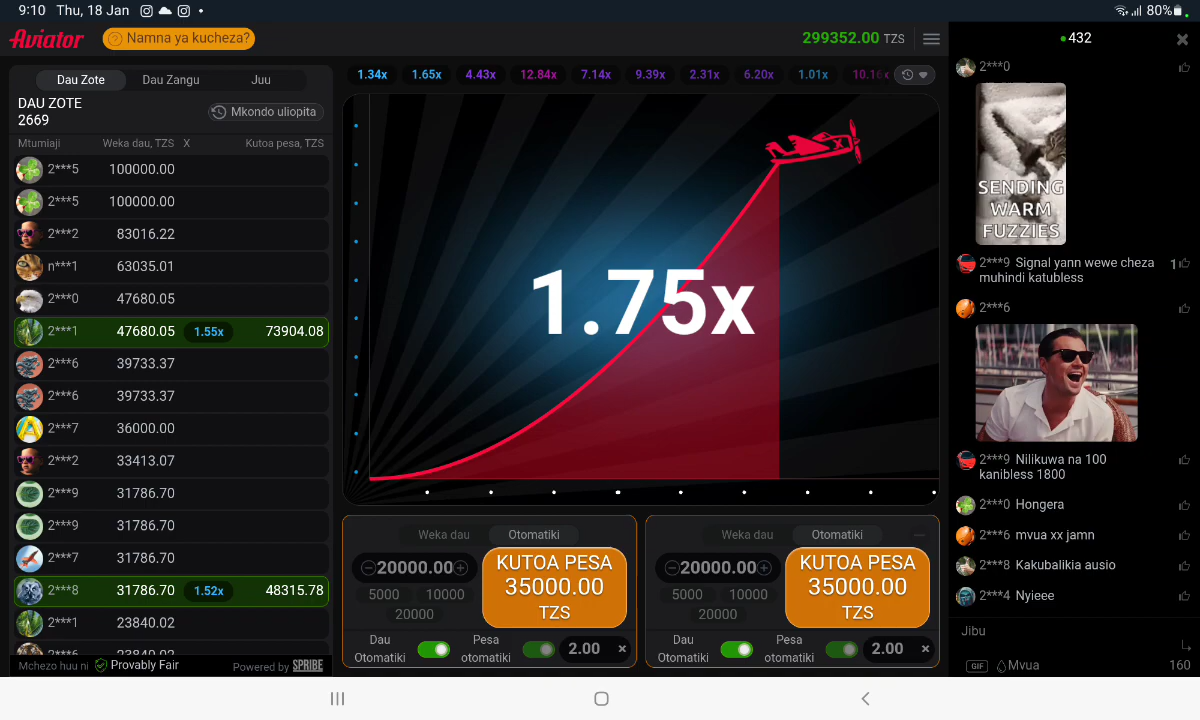 9:10 Thu, 18 Jan
80%
Aviator
Namna ya kucheza?
299352.00 TZS
432
Dau Zote
Dau Zangu
Juu
DAU ZOTE
2669
Mkondo uliopita
Mtumiaji
Weka dau, TZS
X
Kutoa pesa, TZS
2***5 100000.00
2***5 100000.00
2***2 83016.22
n***1 63035.01
2***0 47680.05
2***1 47680.05 1.55x 73904.08
2***6 39733.37
2***6 39733.37
2***7 36000.00
2***2 33413.07
2***9 31786.70
2***9 31786.70
2***7 31786.70
2***8 31786.70 1.52x 48315.78
2***1 23840.02
2***6 23840.02
Mchezo huu ni Provably Fair
Powered by SPRIBE
1.34x 1.65x 4.43x 12.84x 7.14x 9.39x 2.31x 6.20x 1.01x 10.16x
1.75x
Weka dau
Otomatiki
20000.00
5000
10000
20000
KUTOA PESA
35000.00
TZS
Dau
Otomatiki
Pesa
otomatiki
2.00
Weka dau
Otomatiki
20000.00
5000
10000
20000
KUTOA PESA
35000.00
TZS
Dau
Otomatiki
Pesa
otomatiki
2.00
2***0
SENDING
WARM
FUZZIES
2***9 Signal yann wewe cheza
muhindi katubless
1
2***6
2***9 Nilikuwa na 100
kanibless 1800
2***0 Hongera
2***6 mvua xx jamn
2***8 Kakubalikia ausio
2***4 Nyieee
Jibu
GIF
Mvua
160